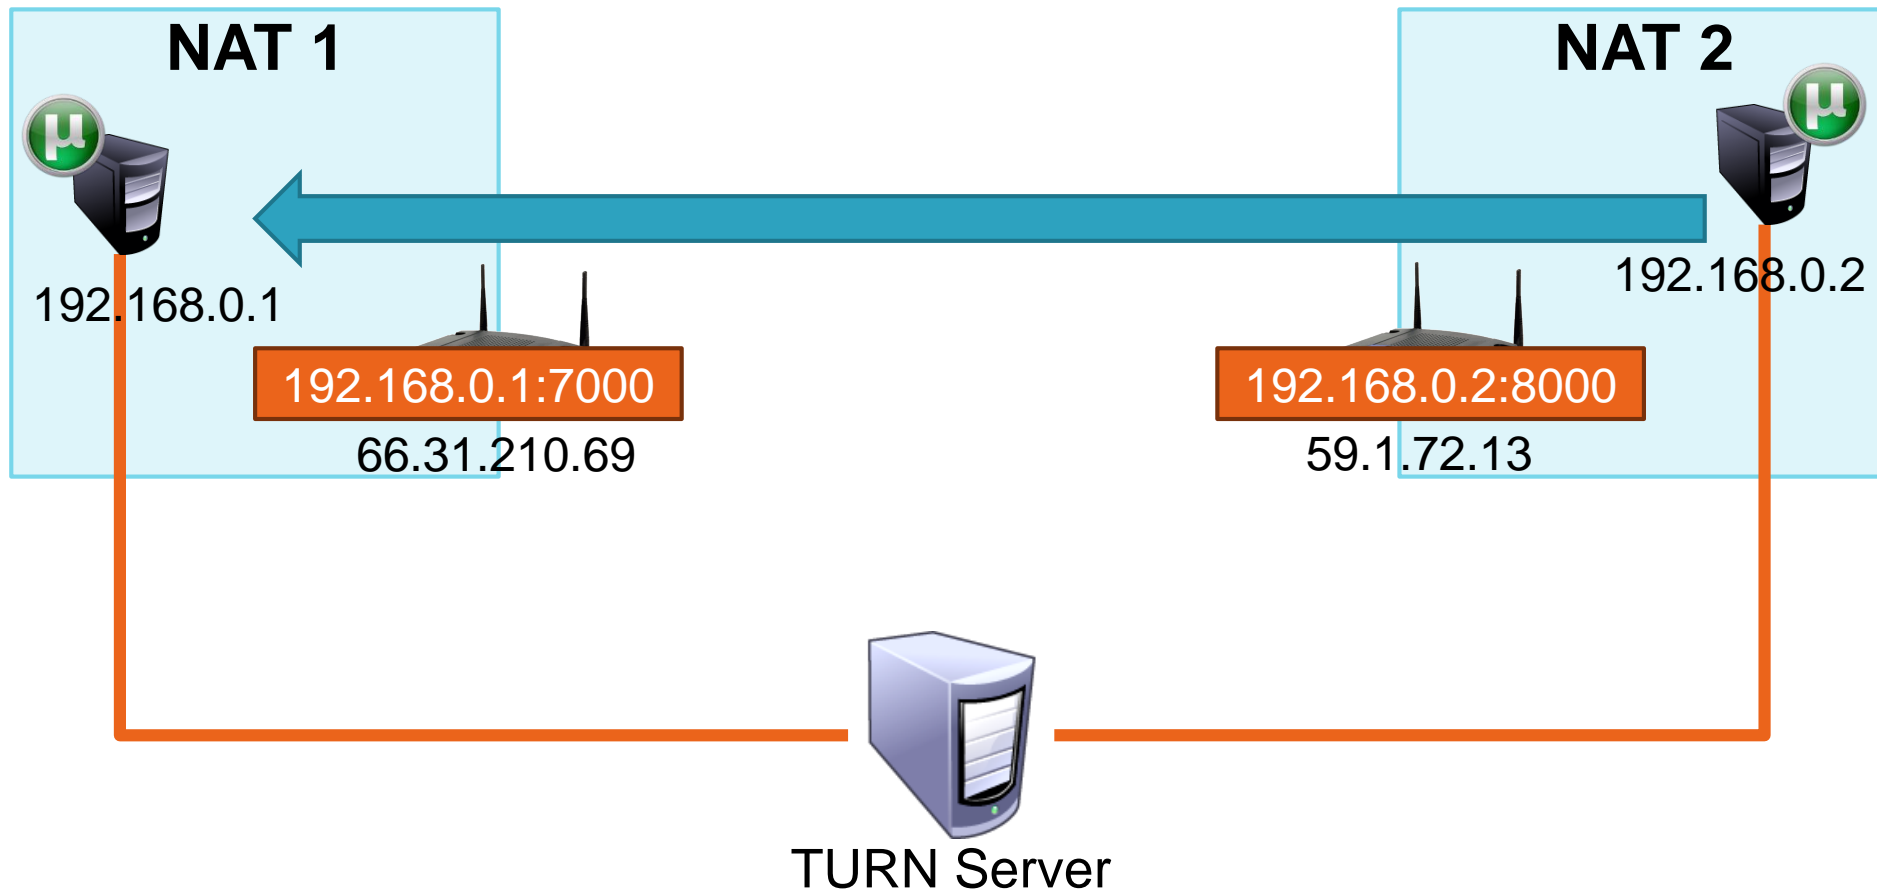 NAT 1
NAT 2
µ
µ
192.168.0.1
192.168.0.2
192.168.0.1:7000
192.168.0.2:8000
66.31.210.69
59.1.72.13
TURN Server